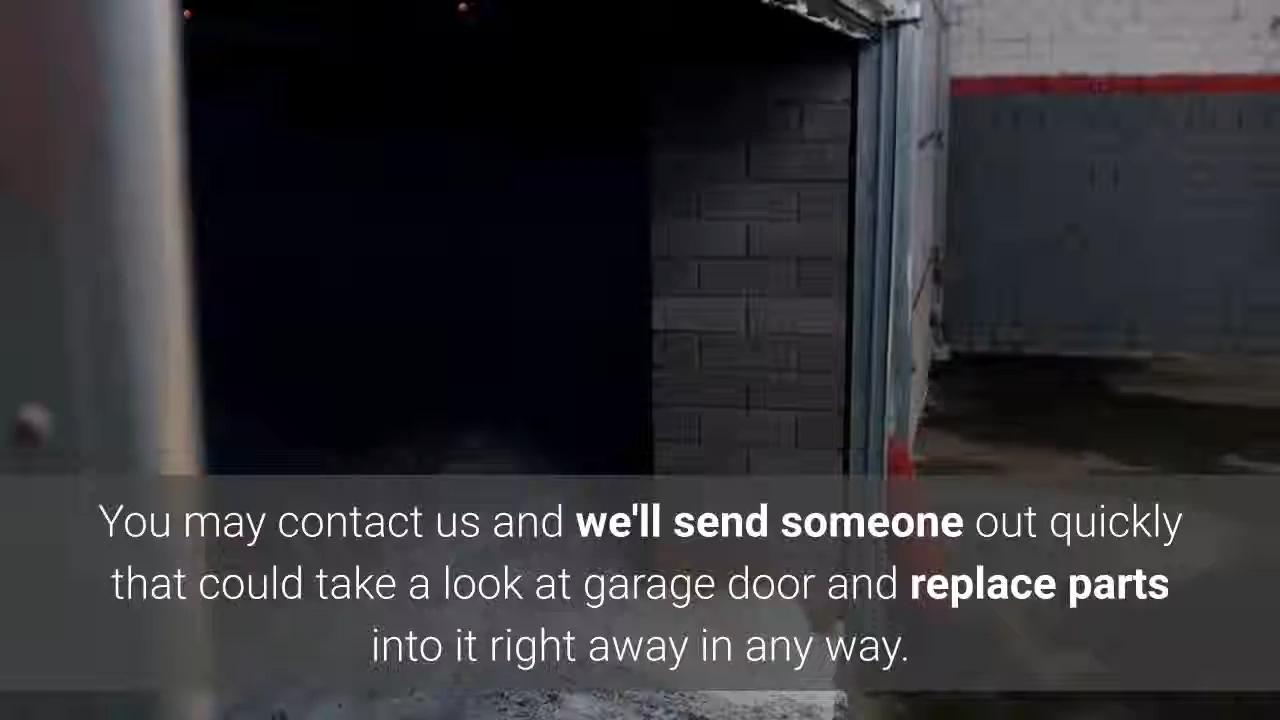 You may contact us and we'll send someone out quickly
that could take a look at garage door and replace parts
into it right away in any way.